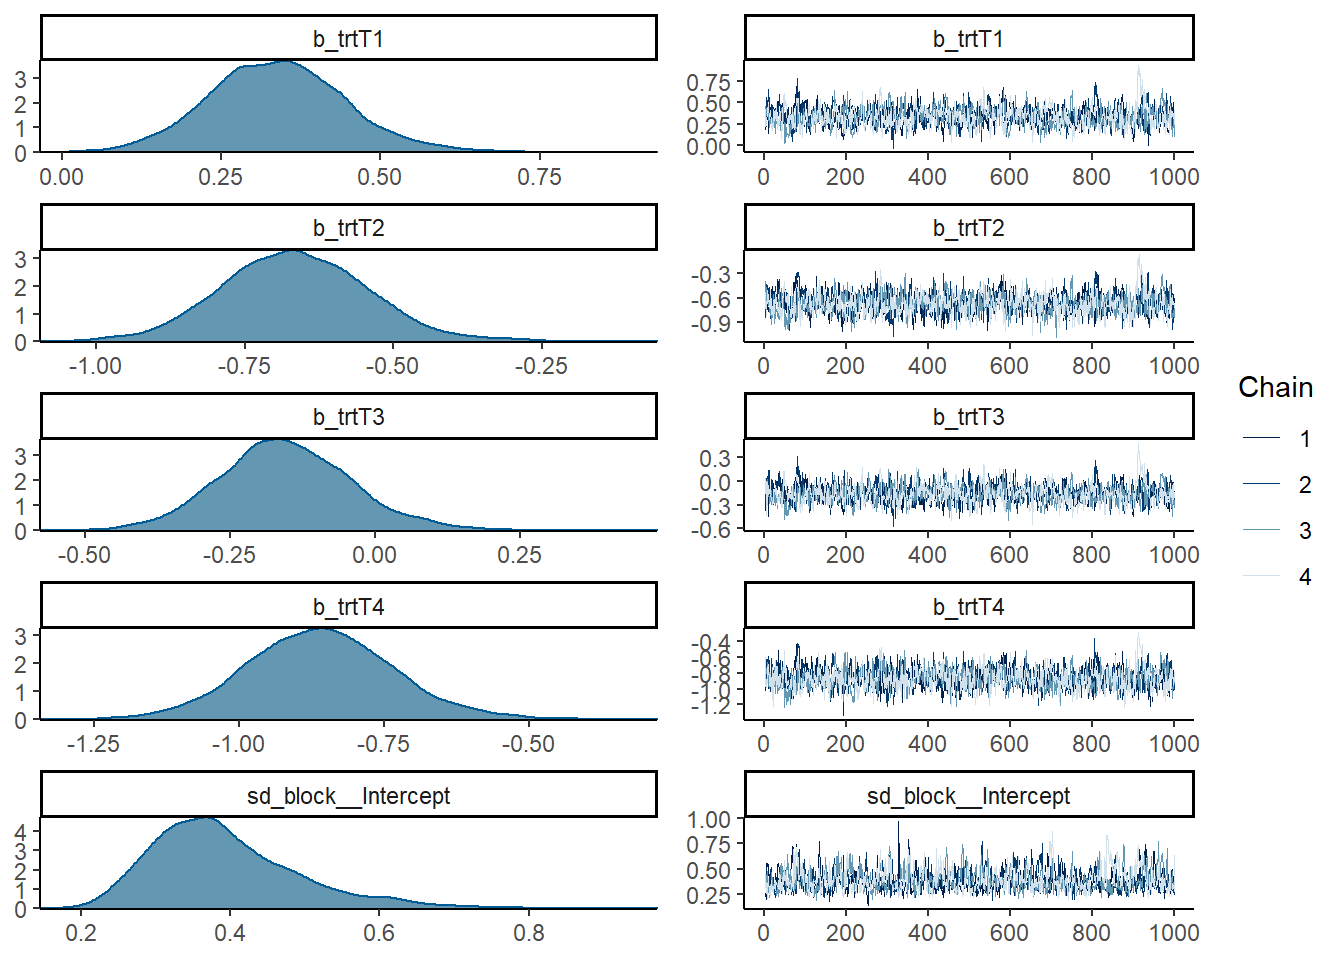 b_trtT1
3
2
1
0
0.00 0.25 0.50 0.75
b_trtT1
0.75
0.50
0.25
0.00
0 200 400 600 800 1000
b_trtT2
3
2
1
0
-1.00 -0.75 -0.50 -0.25
b_trtT2
-0.3
-0.6
-0.9
0 200 400 600 800 1000
b_trtT3
3
2
1
0
-0.50 -0.25 0.00 0.25
b_trtT3
0.3
0.0
-0.3
-0.6
0 200 400 600 800 1000
b_trtT4
3
2
1
0
-1.25 -1.00 -0.75 -0.50
b_trtT4
-0.4
-0.6
-0.8
-1.0
-1.2
0 200 400 600 800 1000
sd_block__Intercept
4
3
2
1
0
0.2 0.4 0.6 0.8
sd_block__Intercept
1.00
0.75
0.50
0.25
0 200 400 600 800 1000
Chain
1
2
3
4